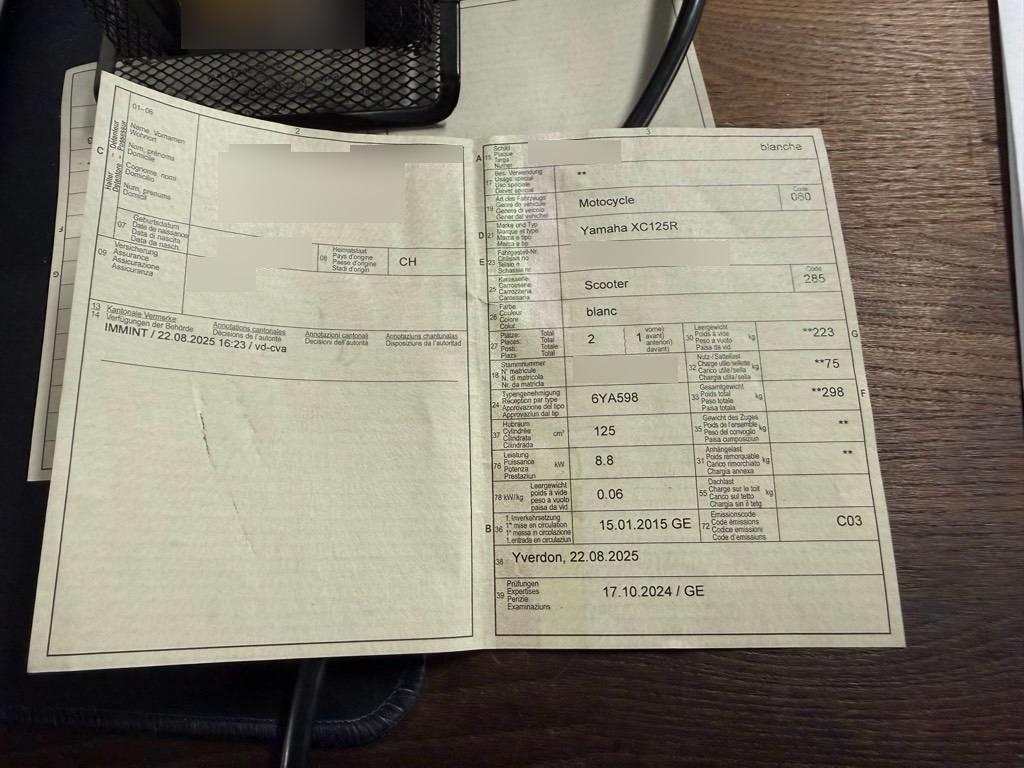 01–06
2
Name, Vornamen
Wohnort
Nom, prénoms
Domicile
Cognome, nomi
Domicilio
Num, prenums
Domicil
C
Halter - Détenteur
Detentore - Possessur
07
Geburtsdatum
Date de naissance
Data di nascita
Data da nasch.
08
Heimatstaat
Pays d'origine
Paese d'origine
Stadi d'origin
CH
09
Versicherung
Assurance
Assicurazione
Assicuranza
13
14
Kantonale Vermerke
Verfügungen der Behörde
Annotations cantonales
Décisions de l'autorité
Annotazioni cantonali
Decisioni dell'autorità
Annotaziuns chantunalas
Disposiziuns da l'autoritad
IMMINT / 22.08.2025 16:23 / vd-cva
3
A
15
Schild
Plaque
Targa
Numer
blanche
17
Bes. Verwendung
Usage spécial
Uso speciale
Diever spezial
**
19
Art des Fahrzeugs
Genre de véhicule
Genere di veicolo
Gener dal vehichel
Motocycle
Code
060
D
21
Marke und Typ
Marque et type
Marca e tipo
Marca e tip
Yamaha XC125R
E
23
Fahrgestell-Nr.
Châssis no
Telaio n.
Schassis nr.
25
Karosserie
Carrosserie
Carrozzeria
Carossaria
Scooter
Code
285
26
Farbe
Couleur
Colore
Colur
blanc
27
Plätze: Total
Places: Total
Posti: Totale
Plazs: Total
2
1
vorne)
avant)
anteriori)
davant)
30
Leergewicht
Poids à vide
Peso a vuoto
Paisa da vid
kg
**223
G
18
Stammnummer
N° matricule
N. di matricola
Nr. da matricla
32
Nutz-/Sattellast
Charge utile/sellette
Carico utile/sella
Chargia utila/sella
kg
**75
24
Typengenehmigung
Réception par type
Approvazione del tipo
Approvaziun dal tip
6YA598
33
Gesamtgewicht
Poids total
Peso totale
Paisa totala
kg
**298
F
37
Hubraum
Cylindrée
Cilindrata
Cilindrada
cm³
125
35
Gewicht des Zuges
Poids de l'ensemble
Peso del convoglio
Paisa cumposiziun
kg
**
76
Leistung
Puissance
Potenza
Prestaziun
kW
8.8
31
Anhängelast
Poids remorquable
Carico rimorchiato
Chargia annexa
kg
**
78 kW/kg
Leergewicht
poids à vide
peso a vuoto
paisa da vid
0.06
55
Dachlast
Charge sur le toit
Carico sul tetto
Chargia sin il tetg
kg
B
36
1. Inverkehrsetzung
1re mise en circulation
1a messa in circolazione
1. entrada en circulaziun
15.01.2015 GE
72
Emissionscode
Code émissions
Codice emissioni
Code d'emissiuns
C03
38
Yverdon, 22.08.2025
39
Prüfungen
Expertises
Perizie
Examinaziuns
17.10.2024 / GE
F
G